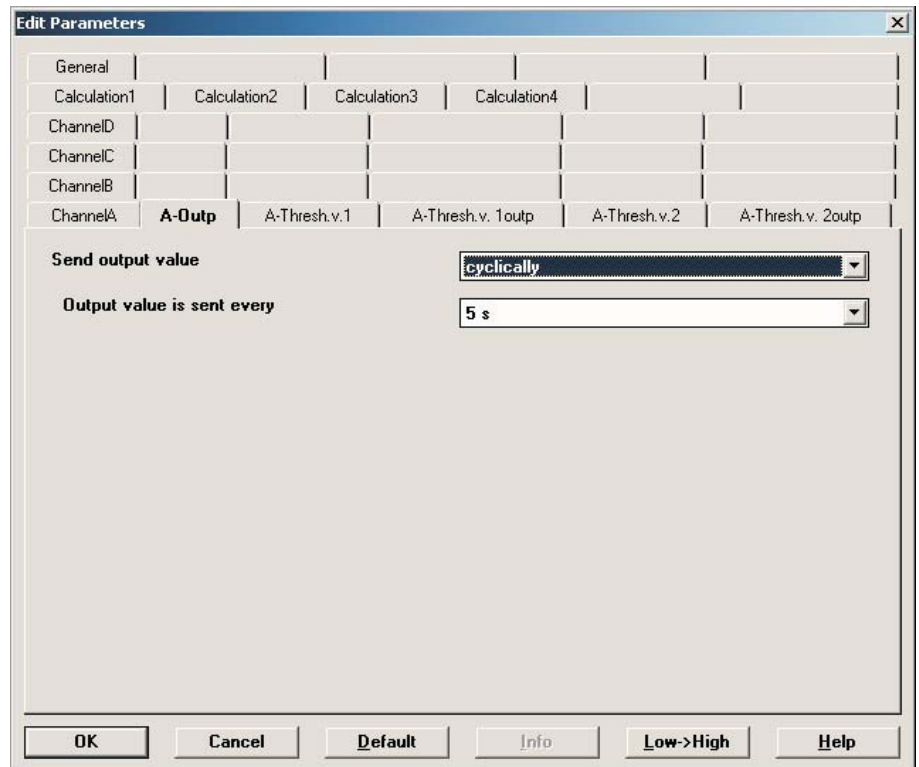 Edit Parameters
General
Calculation1 Calculation2 Calculation3 Calculation4
ChannelD
ChannelC
ChannelB
ChannelA A-Outp A-Thresh.v.1 A-Thresh.v. 1outp A-Thresh.v.2 A-Thresh.v. 2outp
Send output value cyclically
Output value is sent every 5 s
OK Cancel Default Info Low->High Help